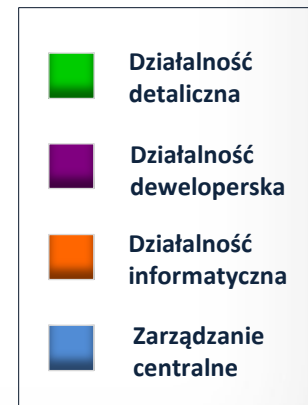 Działalność
detaliczna
Działalność
deweloperska
Działalność
informatyczna
Zarządzanie
centralne